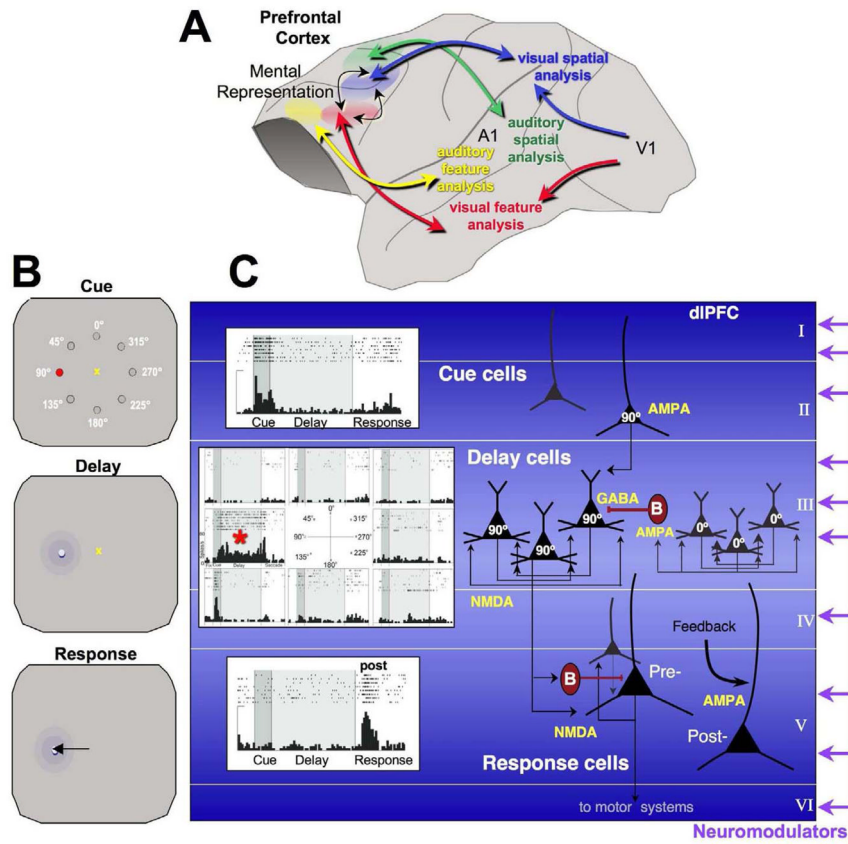 A
Prefrontal
Cortex
Mental
Representation
visual spatial
analysis
A1
auditory
spatial
analysis
V1
auditory
feature
analysis
visual feature
analysis
B
Cue
0°
45°
315°
90°
x
270°
135°
225°
180°
Delay
x
Response
C
dlPFC
I
Cue Delay Response
Cue cells
AMPA
90°
II
Delay cells
0°
45°
315°
90°
270°
135°
225°
180°
*
Cue Delay
GABA
90° 90° 90°
B
AMPA
0° 0° 0°
III
NMDA
IV
Feedback
post
Cue Delay Response
B
Pre-
AMPA
NMDA
Post-
V
Response cells
to motor systems
VI
Neuromodulators